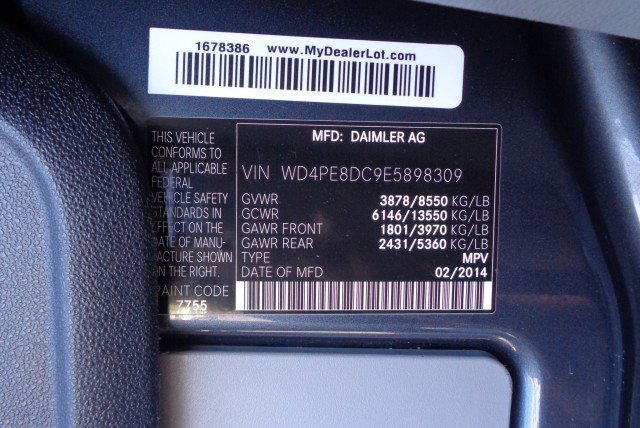 1678386 www.MyDealerLot.com
THIS VEHICLE
CONFORMS TO
ALL APPLICABLE
FEDERAL
VEHICLE SAFETY
STANDARDS IN
EFFECT ON THE
DATE OF MANU-
FACTURE SHOWN
ON THE RIGHT.
PAINT CODE
7755
MFD: DAIMLER AG
VIN WD4PE8DC9E5898309
GVWR 3878/8550 KG/LB
GCWR 6146/13550 KG/LB
GAWR FRONT 1801/3970 KG/LB
GAWR REAR 2431/5360 KG/LB
TYPE MPV
DATE OF MFD 02/2014